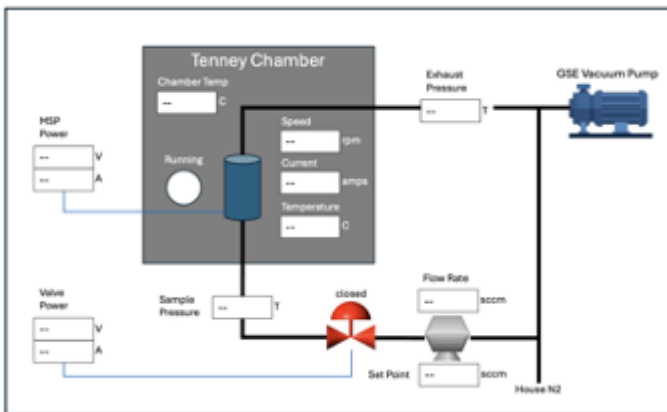 Tenney Chamber
Chamber Temp
-- C
Exhaust
Pressure
-- T
GSE Vacuum Pump
MSP
Power
-- V
-- A
Running
Speed
-- rpm
Current
-- amps
Temperature
-- C
Valve
Power
-- V
-- A
Sample
Pressure
-- T
closed
Flow Rate
-- sccm
Set Point -- sccm
House N2